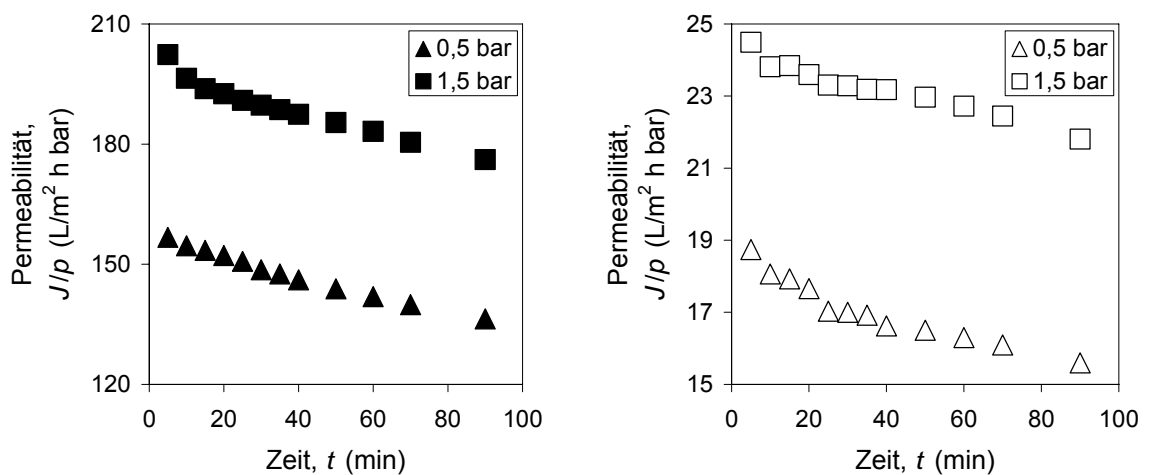 210
180
150
120
0 20 40 60 80 100
Permeabilität,
J/p (L/m² h bar)
Zeit, t (min)
0,5 bar
1,5 bar
25
23
21
19
17
15
0 20 40 60 80 100
Permeabilität,
J/p (L/m² h bar)
Zeit, t (min)
0,5 bar
1,5 bar